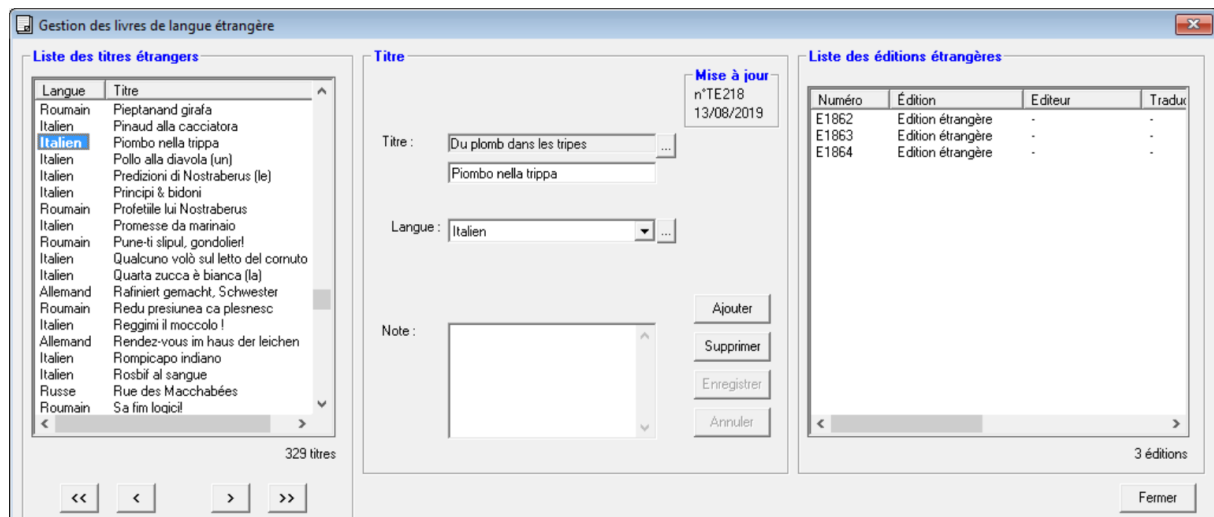 Gestion des livres de langue étrangère
Liste des titres étrangers
Langue Titre
Roumain Pieptanand girafa
Italien Pinaud alla cacciatora
Italien Piombo nella trippa
Italien Pollo alla diavola (un)
Italien Predizioni di Nostraberus (le)
Italien Principi & bidoni
Roumain Profetiile lui Nostraberus
Italien Promesse da marinaio
Roumain Pune-ti slipul, gondolier!
Italien Qualcuno volò sul letto del cornuto
Italien Quarta zucca è bianca (la)
Allemand Rafiniert gemacht, Schwester
Roumain Redu presiunea ca plesnesc
Italien Reggimi il moccolo !
Allemand Rendez-vous im haus der leichen
Italien Rompicapo indiano
Italien Rosbif al sangue
Russe Rue des Macchabées
Roumain Sa fim logici!
329 titres
<< < > >>
Titre
Mise à jour
n°TE218
13/08/2019
Titre : Du plomb dans les tripes ...
Piombo nella trippa
Langue : Italien ...
Note :
Ajouter
Supprimer
Enregistrer
Annuler
Liste des éditions étrangères
Numéro Édition Editeur Traduc
E1862 Edition étrangère - -
E1863 Edition étrangère - -
E1864 Edition étrangère - -
3 éditions
Fermer